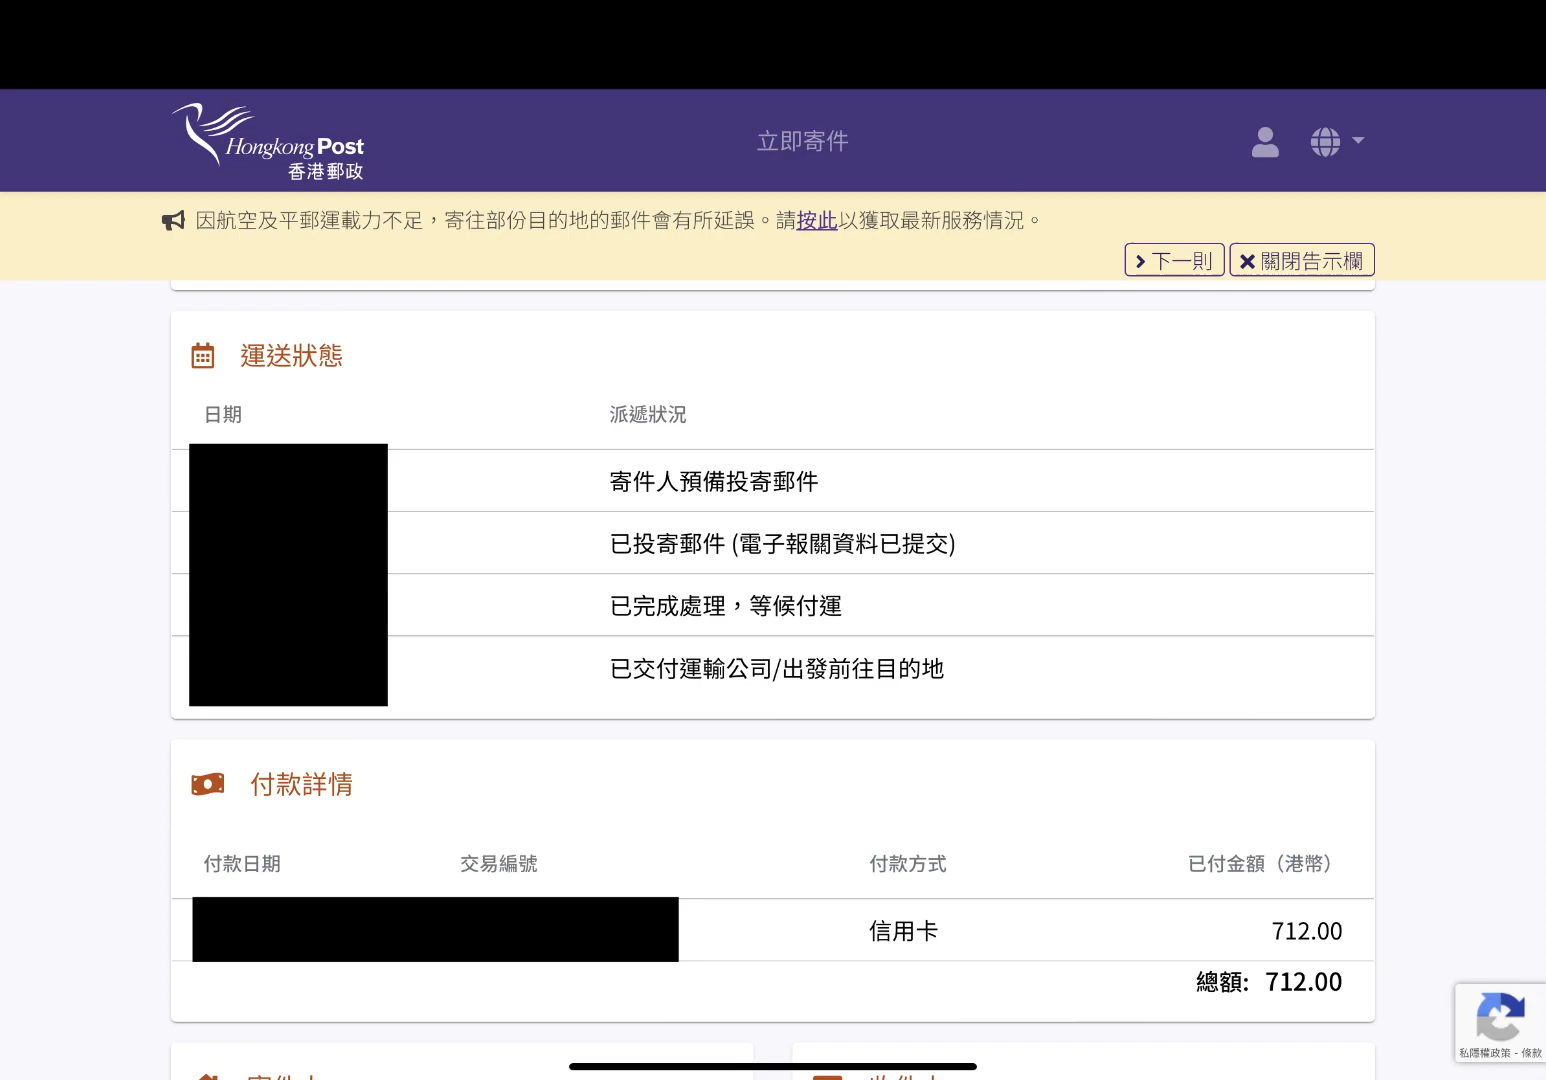 Hongkong Post
香港郵政
立即寄件
因航空及平郵運載力不足，寄往部份目的地的郵件會有所延誤。請按此以獲取最新服務情況。
下一則 關閉告示欄
運送狀態
日期 派遞狀況
寄件人預備投寄郵件
已投寄郵件 (電子報關資料已提交)
已完成處理，等候付運
已交付運輸公司/出發前往目的地
付款詳情
付款日期 交易編號 付款方式 已付金額（港幣）
信用卡 712.00
總額: 712.00
私隱權政策 - 條款